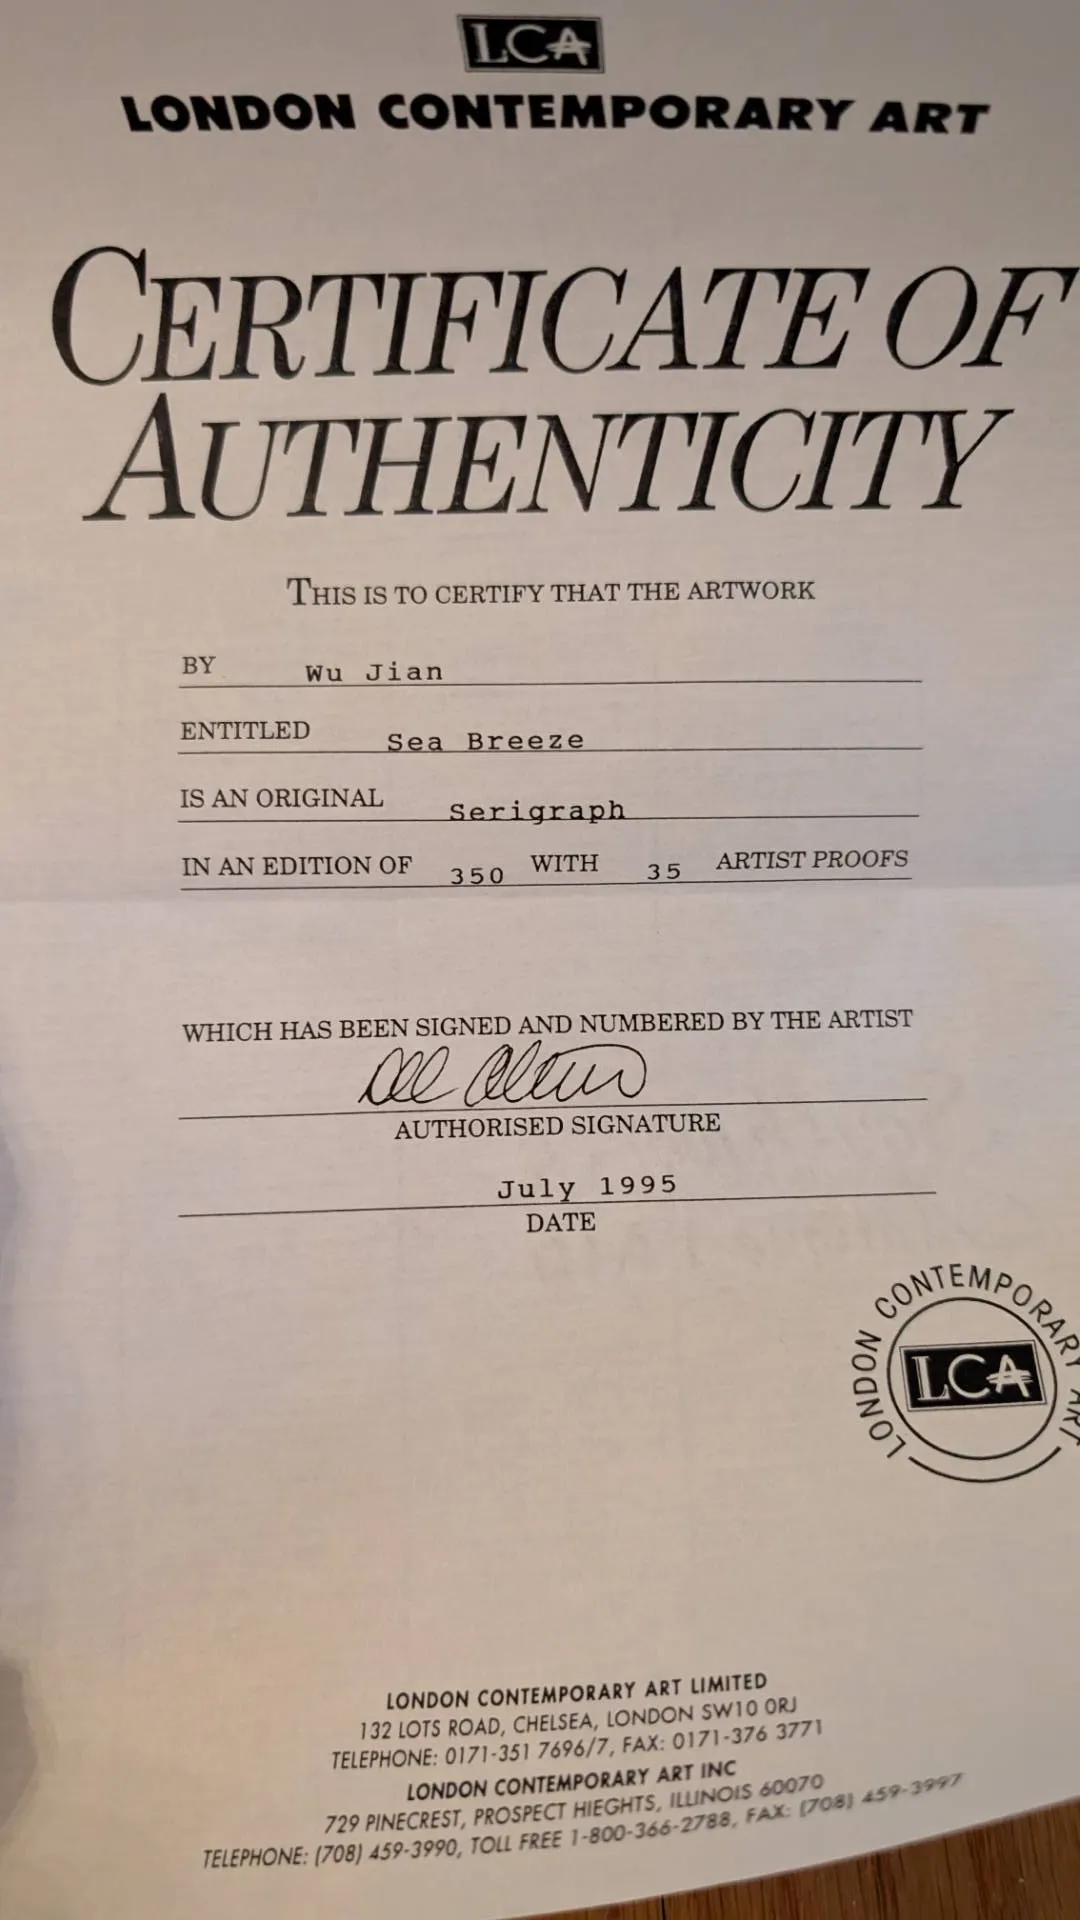 LCA
LONDON CONTEMPORARY ART
CERTIFICATE OF
AUTHENTICITY
THIS IS TO CERTIFY THAT THE ARTWORK
BY Wu Jian
ENTITLED Sea Breeze
IS AN ORIGINAL Serigraph
IN AN EDITION OF 350 WITH 35 ARTIST PROOFS
WHICH HAS BEEN SIGNED AND NUMBERED BY THE ARTIST
AUTHORISED SIGNATURE
July 1995
DATE
LONDON CONTEMPORARY ART
LCA
LONDON CONTEMPORARY ART LIMITED
132 LOTS ROAD, CHELSEA, LONDON SW10 0RJ
TELEPHONE: 0171-351 7696/7, FAX: 0171-376 3771
LONDON CONTEMPORARY ART INC
729 PINECREST, PROSPECT HIEGHTS, ILLINOIS 60070
TELEPHONE: (708) 459-3990, TOLL FREE 1-800-366-2788, FAX: (708) 459-3997